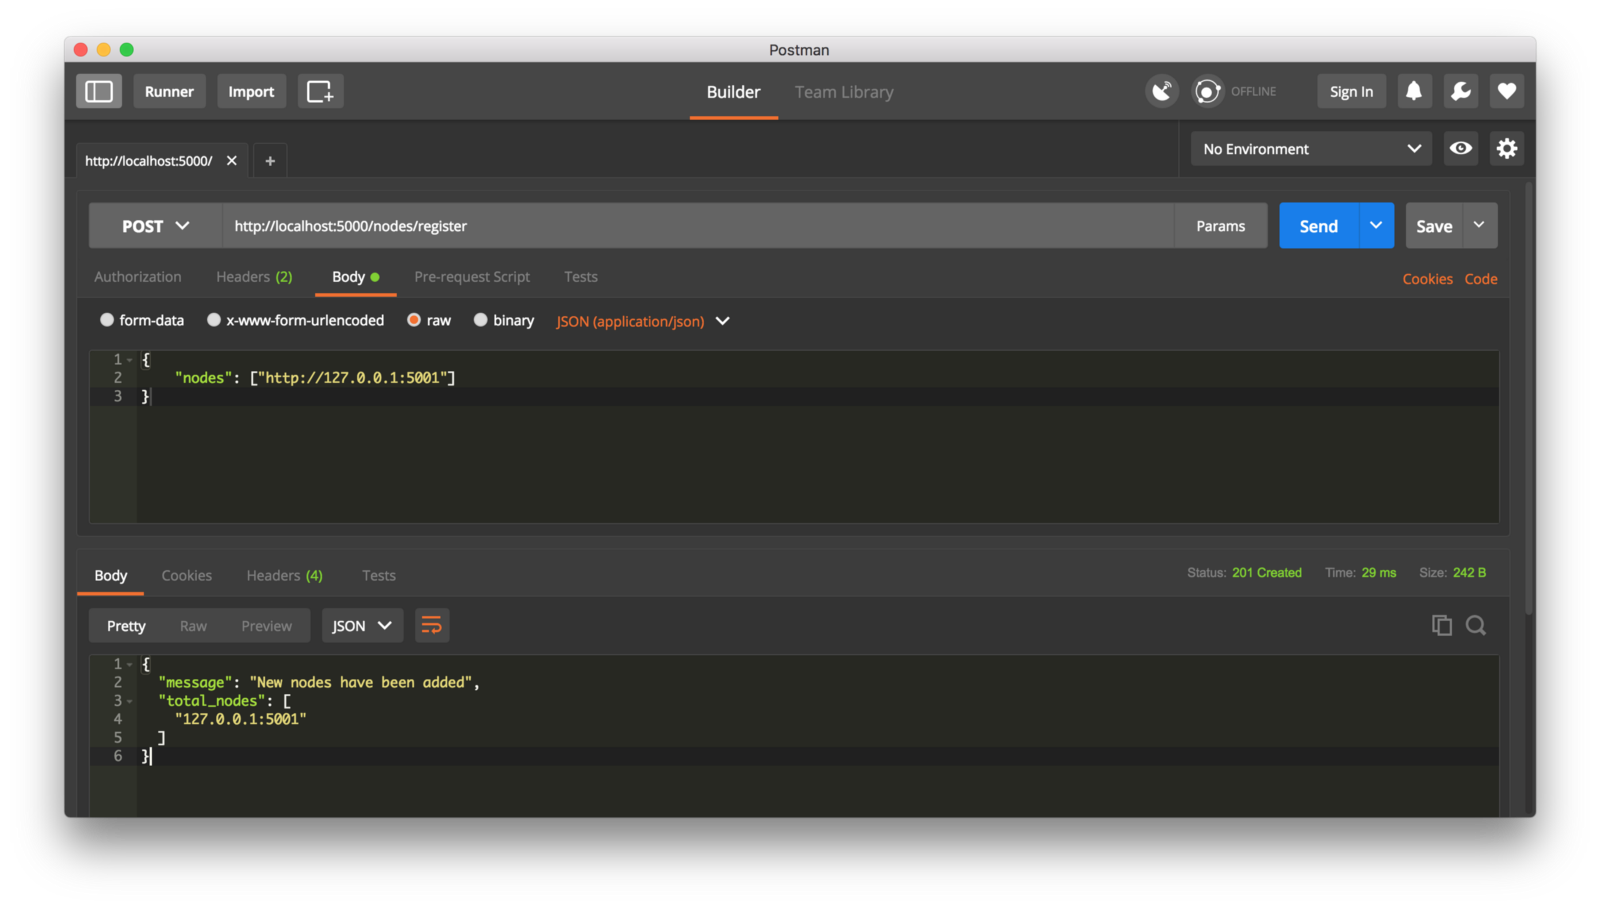 Postman
Runner Import Builder Team Library OFFLINE Sign In
http://localhost:5000/ No Environment
POST http://localhost:5000/nodes/register Params Send Save
Authorization Headers (2) Body Pre-request Script Tests Cookies Code
form-data x-www-form-urlencoded raw binary JSON (application/json)
1 {
2 "nodes": ["http://127.0.0.1:5001"]
3 }
Body Cookies Headers (4) Tests Status: 201 Created Time: 29 ms Size: 242 B
Pretty Raw Preview JSON
1 {
2 "message": "New nodes have been added",
3 "total_nodes": [
4 "127.0.0.1:5001"
5 ]
6 }